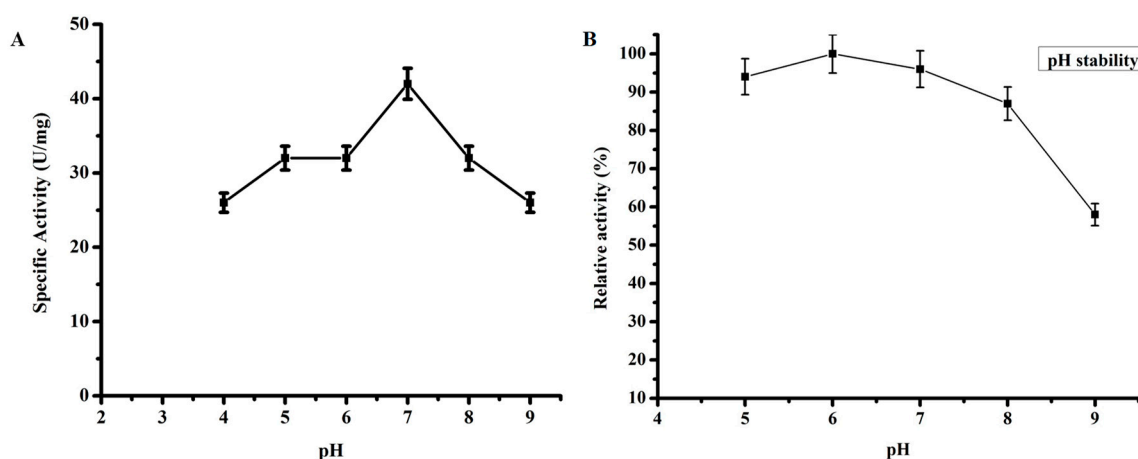 A
50
40
30
20
10
0
Specific Activity (U/mg)
2 3 4 5 6 7 8 9
pH
B
pH stability
100
90
80
70
60
50
40
30
20
10
Relative activity (%)
4 5 6 7 8 9
pH